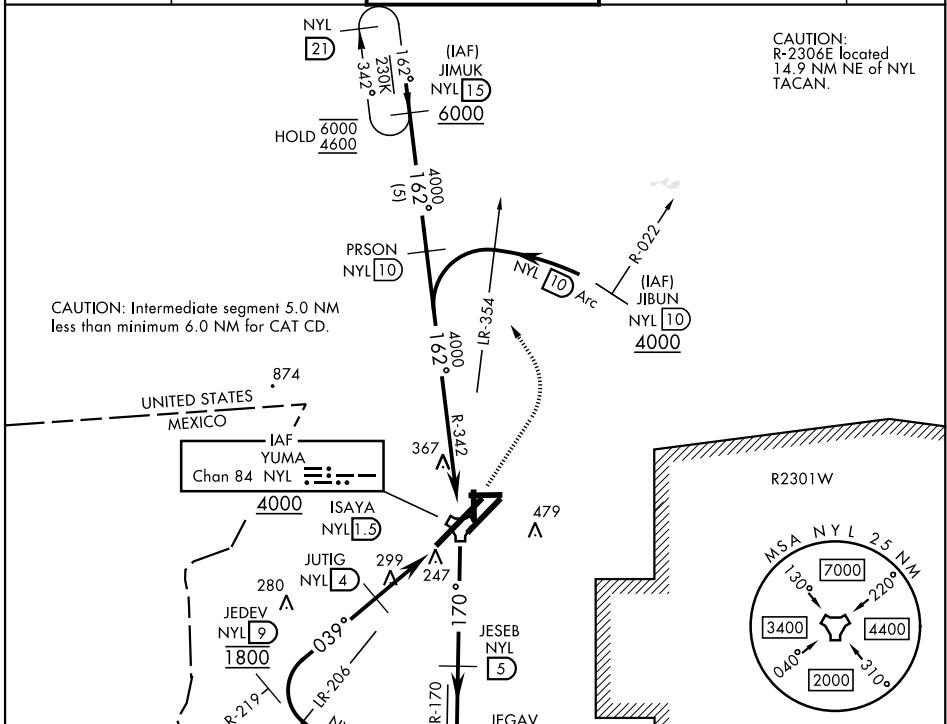 NYL
21
162°
230K
342°
(IAF)
JIMUK
NYL 15
6000
HOLD 6000
4600
CAUTION:
R-2306E located
14.9 NM NE of NYL
TACAN.
4000
162°
(5)
PRSON
NYL 10
NYL 10 Arc
R-022
(IAF)
JIBUN
NYL 10
4000
LR-354
CAUTION: Intermediate segment 5.0 NM
less than minimum 6.0 NM for CAT CD.
4000
162°
R-342
874
UNITED STATES
MEXICO
367
IAF
YUMA
Chan 84 NYL
4000
ISAYA
NYL 1.5
479
R2301W
JUTIG
NYL 4
299
247
280
JEDEV
NYL 9
1800
039°
170°
JESEB
NYL
5
R-219
LR-206
R-170
JEGAV
MSA NYL 25 NM
130°
7000
220°
3400
4400
040°
2000
310°